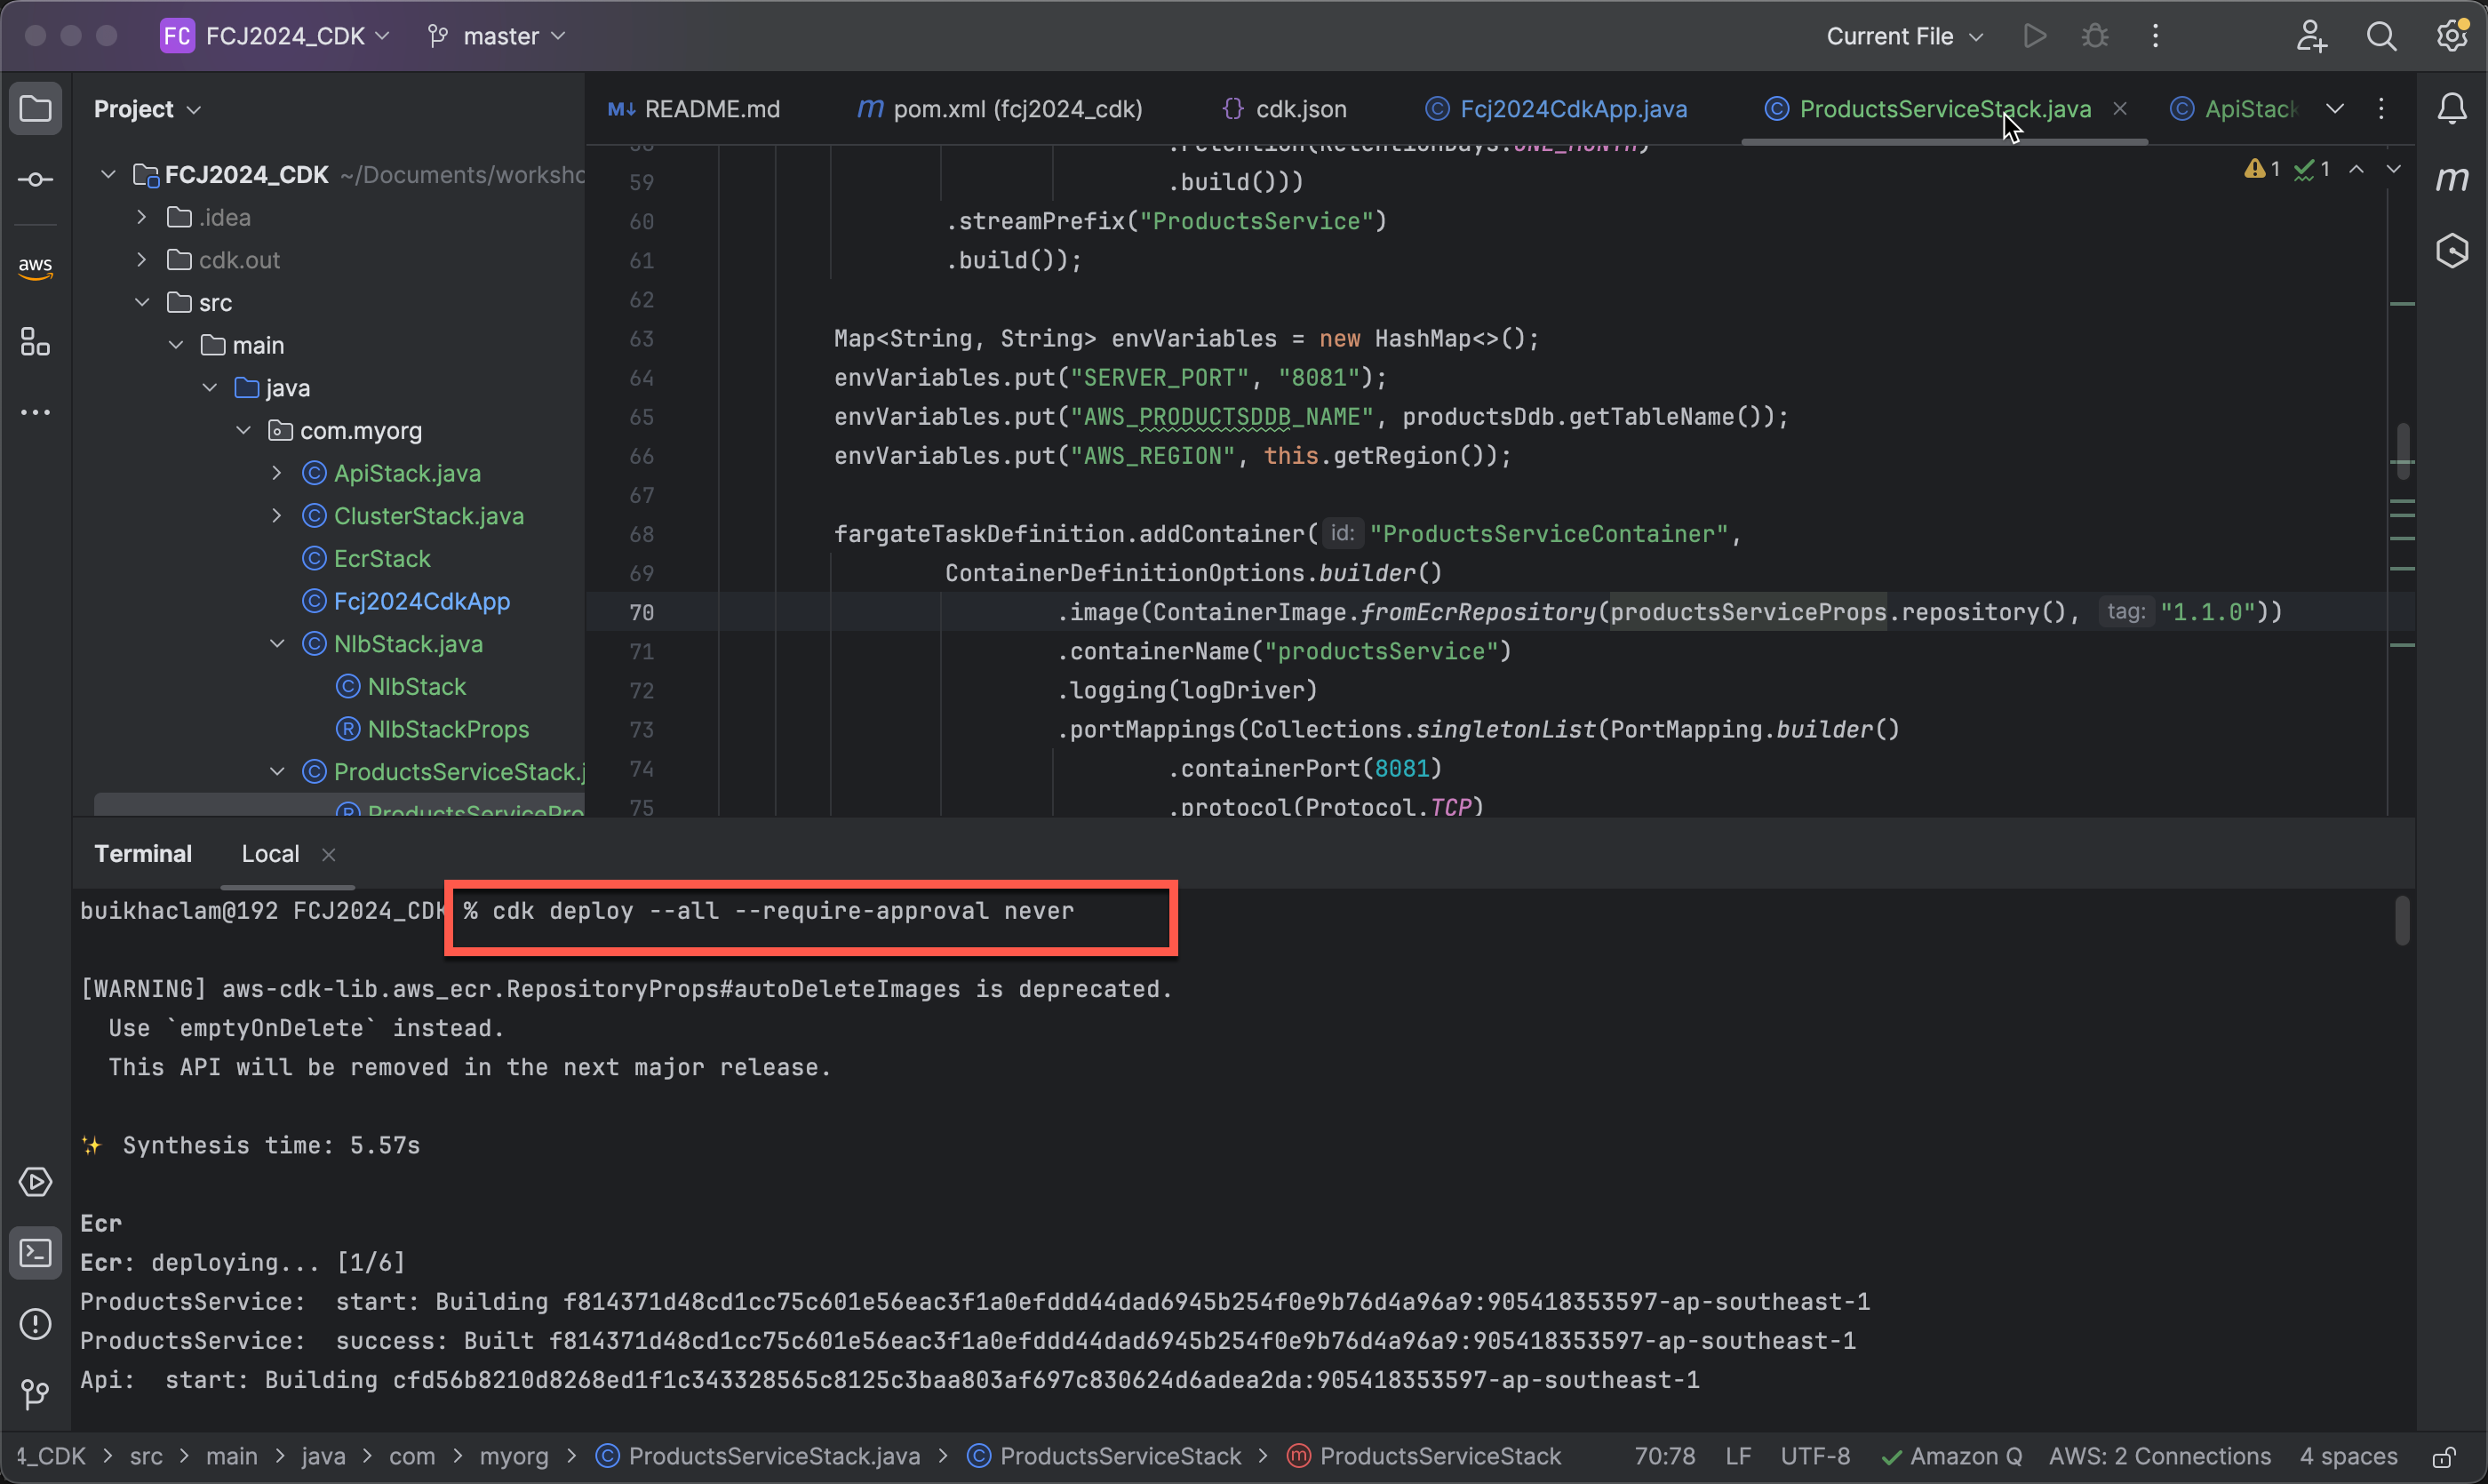 FC FCJ2024_CDK master Current File
Project
README.md pom.xml (fcj2024_cdk) cdk.json Fcj2024CdkApp.java ProductsServiceStack.java ApiStack
FCJ2024_CDK ~/Documents/worksho
.idea
cdk.out
src
main
java
com.myorg
ApiStack.java
ClusterStack.java
EcrStack
Fcj2024CdkApp
NlbStack.java
NlbStack
NlbStackProps
ProductsServiceStack.j
ProductsServicePro
1 1
58 .retention(RetentionDays.ONE_MONTH)
59 .build()))
60 .streamPrefix("ProductsService")
61 .build());
62
63 Map<String, String> envVariables = new HashMap<>();
64 envVariables.put("SERVER_PORT", "8081");
65 envVariables.put("AWS_PRODUCTSDDB_NAME", productsDdb.getTableName());
66 envVariables.put("AWS_REGION", this.getRegion());
67
68 fargateTaskDefinition.addContainer( id: "ProductsServiceContainer",
69 ContainerDefinitionOptions.builder()
70 .image(ContainerImage.fromEcrRepository(productsServiceProps.repository(), tag: "1.1.0"))
71 .containerName("productsService")
72 .logging(logDriver)
73 .portMappings(Collections.singletonList(PortMapping.builder()
74 .containerPort(8081)
75 .protocol(Protocol.TCP)
aws
Terminal Local
buikhaclam@192 FCJ2024_CDK % cdk deploy --all --require-approval never
[WARNING] aws-cdk-lib.aws_ecr.RepositoryProps#autoDeleteImages is deprecated.
Use `emptyOnDelete` instead.
This API will be removed in the next major release.
✨ Synthesis time: 5.57s
Ecr
Ecr: deploying... [1/6]
ProductsService: start: Building f814371d48cd1cc75c601e56eac3f1a0efddd44dad6945b254f0e9b76d4a96a9:905418353597-ap-southeast-1
ProductsService: success: Built f814371d48cd1cc75c601e56eac3f1a0efddd44dad6945b254f0e9b76d4a96a9:905418353597-ap-southeast-1
Api: start: Building cfd56b8210d8268ed1f1c343328565c8125c3baa803af697c830624d6adea2da:905418353597-ap-southeast-1
4_CDK > src > main > java > com > myorg > ProductsServiceStack.java > ProductsServiceStack > ProductsServiceStack 70:78 LF UTF-8 Amazon Q AWS: 2 Connections 4 spaces